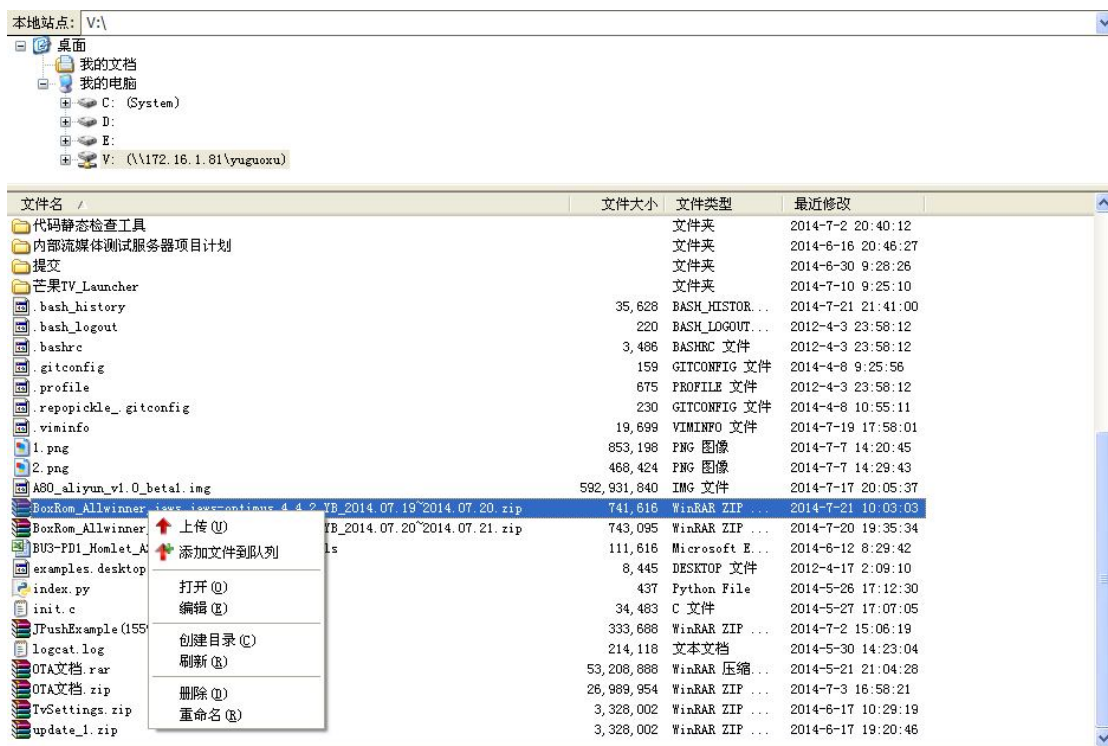 本地站点: V:\
桌面
我的文档
我的电脑
C: (System)
D:
E:
V: (\\172.16.1.81\yuguoxu)
文件名 / 文件大小 文件类型 最近修改
代码静态检查工具 文件夹 2014-7-2 20:40:12
内部流媒体测试服务器项目计划 文件夹 2014-6-16 20:46:27
提交 文件夹 2014-6-30 9:28:26
芒果TV_Launcher 文件夹 2014-7-10 9:25:10
.bash_history 35,628 BASH_HISTOR... 2014-7-21 21:41:00
.bash_logout 220 BASH_LOGOUT... 2012-4-3 23:58:12
.bashrc 3,486 BASHRC 文件 2012-4-3 23:58:12
.gitconfig 159 GITCONFIG 文件 2014-4-8 9:25:56
.profile 675 PROFILE 文件 2012-4-3 23:58:12
.repopickle_.gitconfig 230 GITCONFIG 文件 2014-4-8 10:55:11
.viminfo 19,699 VIMINFO 文件 2014-7-19 17:58:01
1.png 853,198 PNG 图像 2014-7-7 14:20:45
2.png 468,424 PNG 图像 2014-7-7 14:29:43
A80_aliyun_v1.0_beta1.img 592,931,840 IMG 文件 2014-7-17 20:05:37
BoxRom_Allwinner_jaws_jaws-optimus_4.4.2_YB_2014.07.19~2014.07.20.zip 741,616 WinRAR ZIP ... 2014-7-21 10:03:03
BoxRom_Allwinner_ YB_2014.07.20~2014.07.21.zip 743,095 WinRAR ZIP ... 2014-7-20 19:35:34
BU3-PD1_Homlet_A ls 111,616 Microsoft E... 2014-6-12 8:29:42
examples.desktop 8,445 DESKTOP 文件 2012-4-17 2:09:10
index.py 437 Python File 2014-5-26 17:12:30
init.c 34,483 C 文件 2014-5-27 17:07:05
JPushExample(155 333,688 WinRAR ZIP ... 2014-7-2 15:06:19
logcat.log 214,118 文本文档 2014-5-30 14:23:04
OTA文档.rar 53,208,888 WinRAR 压缩... 2014-5-21 21:04:28
OTA文档.zip 26,989,954 WinRAR ZIP ... 2014-7-3 16:58:21
TvSettings.zip 3,328,002 WinRAR ZIP ... 2014-6-17 10:29:19
update_1.zip 3,328,002 WinRAR ZIP ... 2014-6-17 19:20:46
上传(U)
添加文件到队列
打开(O)
编辑(E)
创建目录(C)
刷新(R)
删除(D)
重命名(R)